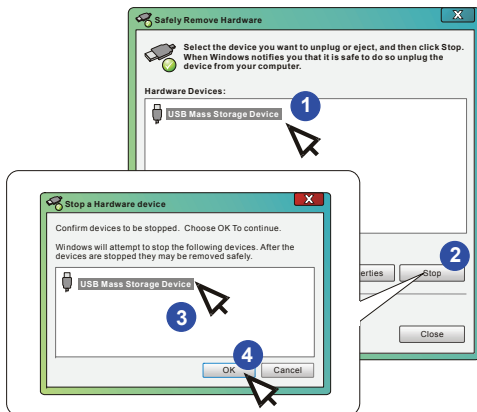 Safely Remove Hardware
X
Select the device you want to unplug or eject, and then click Stop.
When Windows notifies you that it is safe to do so unplug the
device from your computer.
Hardware Devices:
USB Mass Storage Device
1
2
erties
Stop
Close
Stop a Hardware device
X
Confirm devices to be stopped. Choose OK To continue.
Windows will attempt to stop the following devices. After the
devices are stopped they may be removed safely.
USB Mass Storage Device
3
4
OK
Cancel